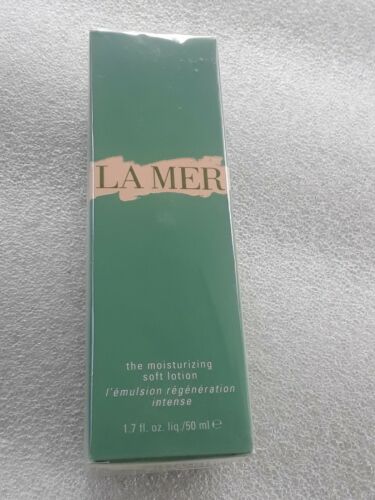 LA MER
the moisturizing
soft lotion
l'émulsion régénération
intense
1.7 fl. oz. liq./50 ml ℮